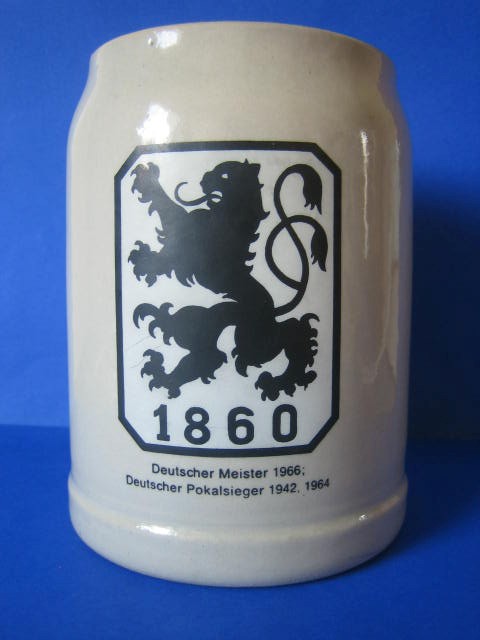 1860
Deutscher Meister 1966;
Deutscher Pokalsieger 1942, 1964